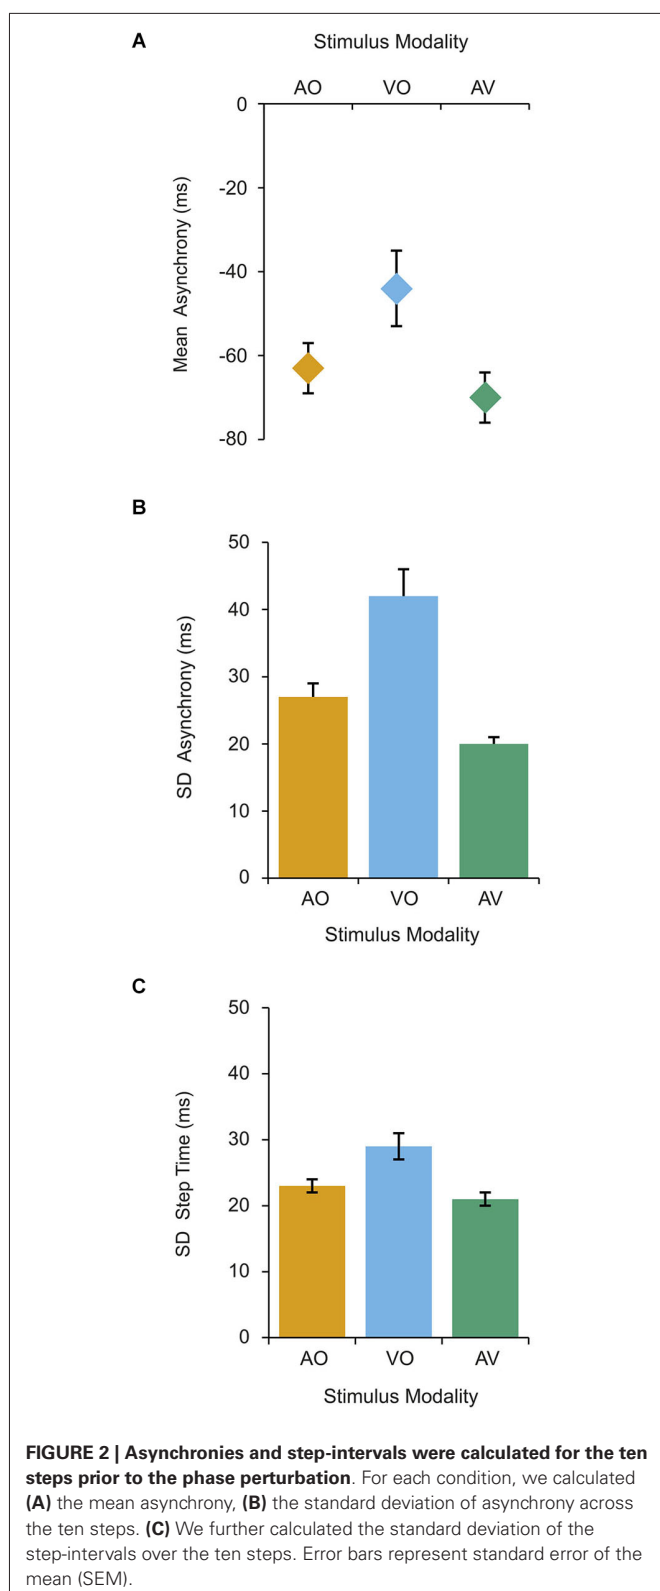 A
Stimulus Modality
AO VO AV
0
-20
-40
-60
-80
Mean Asynchrony (ms)
B
50
40
30
20
10
0
SD Asynchrony (ms)
AO VO AV
Stimulus Modality
C
50
40
30
20
10
0
SD Step Time (ms)
AO VO AV
Stimulus Modality
FIGURE 2 | Asynchronies and step-intervals were calculated for the ten
steps prior to the phase perturbation. For each condition, we calculated
(A) the mean asynchrony, (B) the standard deviation of asynchrony across
the ten steps. (C) We further calculated the standard deviation of the
step-intervals over the ten steps. Error bars represent standard error of the
mean (SEM).